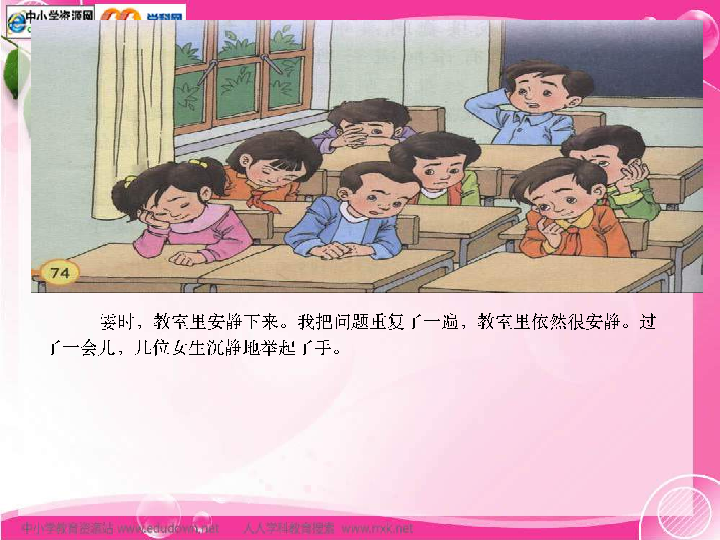 中小学资源网
学科网
74
霎时，教室里安静下来。我把问题重复了一遍，教室里依然很安静。过
了一会儿，几位女生沉静地举起了手。
中小学教育资源站 www.edudown.net 人人学科教育搜索 www.rrxk.net